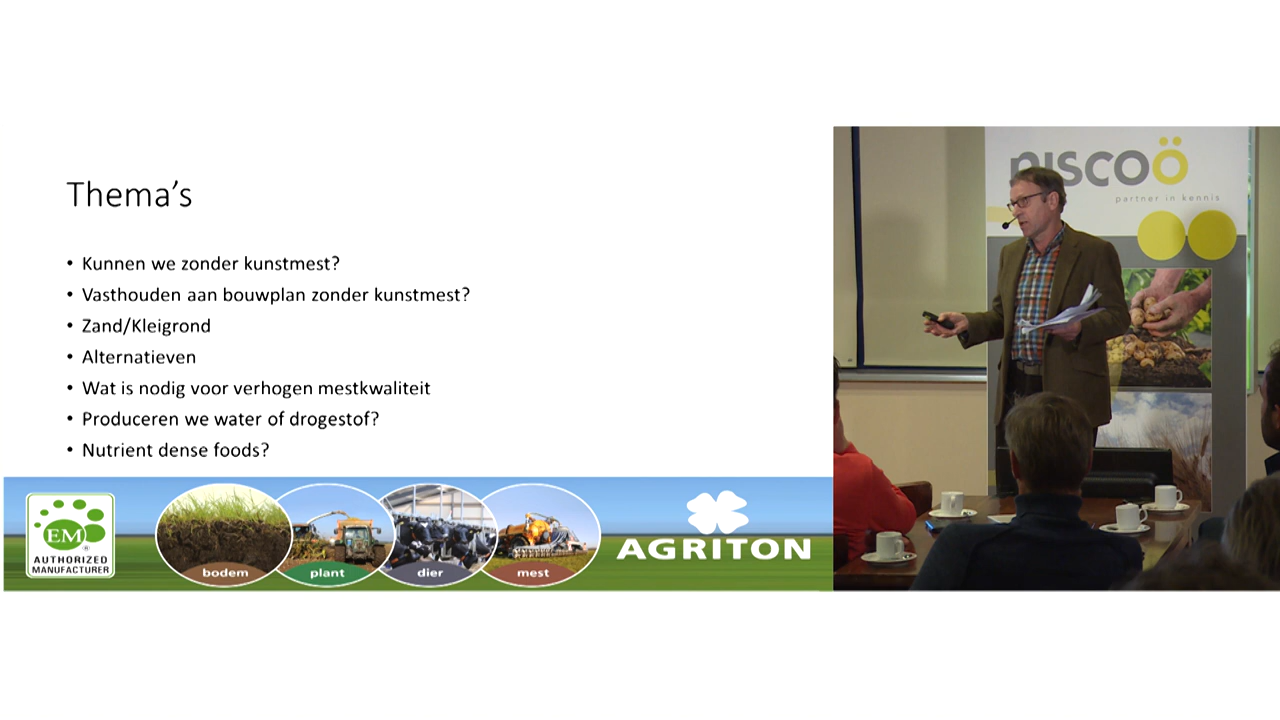 Thema's
• Kunnen we zonder kunstmest?
• Vasthouden aan bouwplan zonder kunstmest?
• Zand/Kleigrond
• Alternatieven
• Wat is nodig voor verhogen mestkwaliteit
• Produceren we water of drogestof?
• Nutrient dense foods?
EM®
AUTHORIZED
MANUFACTURER
bodem
plant
dier
mest
AGRITON
niscoö
partner in kennis